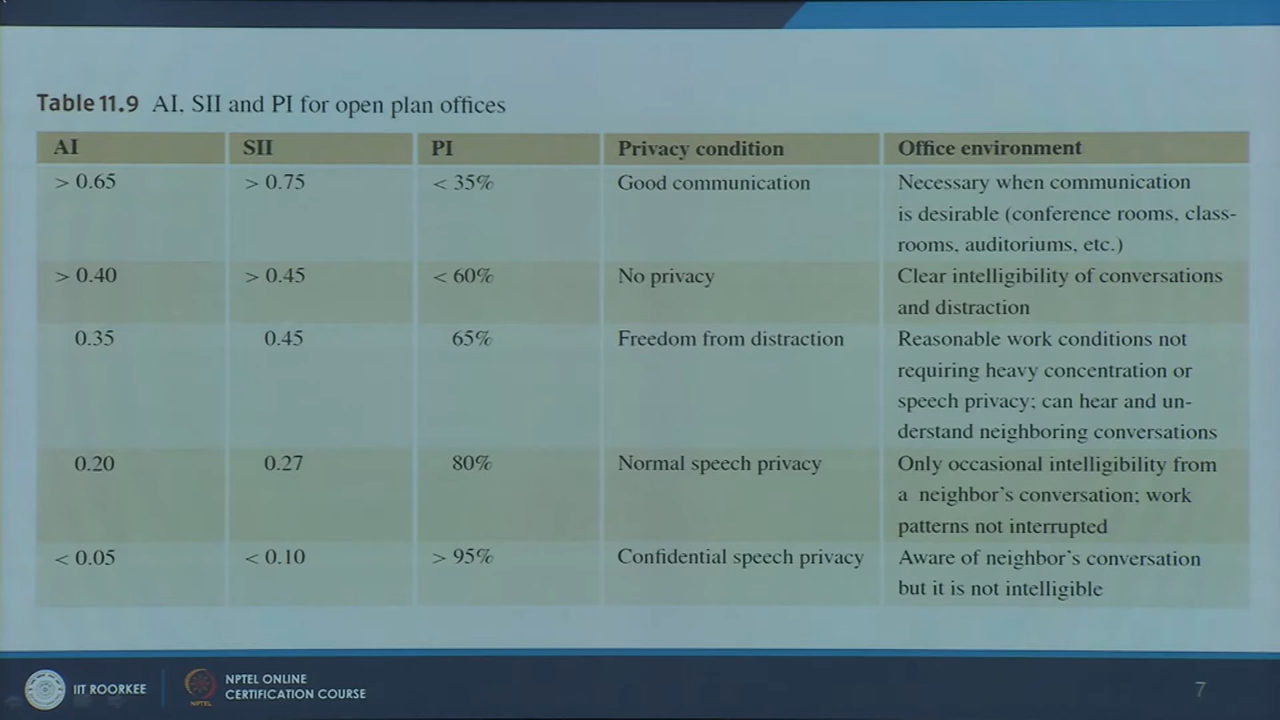 Table 11.9 AI, SII and PI for open plan offices
AI SII PI Privacy condition Office environment
> 0.65 > 0.75 < 35% Good communication Necessary when communication
is desirable (conference rooms, class-
rooms, auditoriums, etc.)
> 0.40 > 0.45 < 60% No privacy Clear intelligibility of conversations
and distraction
0.35 0.45 65% Freedom from distraction Reasonable work conditions not
requiring heavy concentration or
speech privacy; can hear and un-
derstand neighboring conversations
0.20 0.27 80% Normal speech privacy Only occasional intelligibility from
a neighbor's conversation; work
patterns not interrupted
< 0.05 < 0.10 > 95% Confidential speech privacy Aware of neighbor's conversation
but it is not intelligible
IIT ROORKEE
NPTEL
NPTEL ONLINE
CERTIFICATION COURSE
7